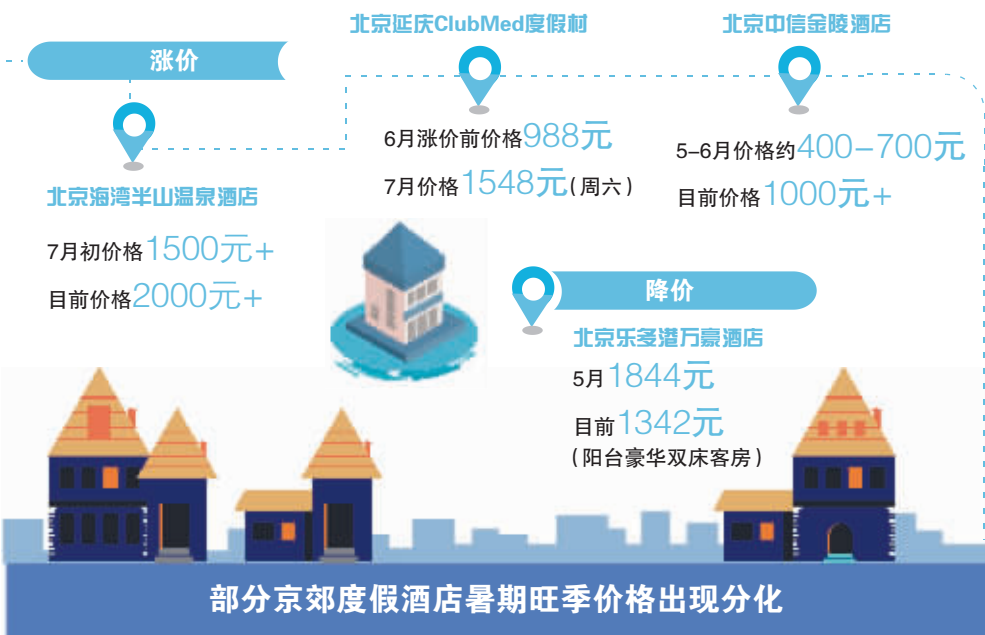 涨价
北京海湾半山温泉酒店
7月初价格1500元+
目前价格2000元+
北京延庆ClubMed度假村
6月涨价前价格988元
7月价格1548元(周六)
北京中信金陵酒店
5-6月价格约400-700元
目前价格1000元+
降价
北京乐多港万豪酒店
5月1844元
目前1342元
(阳台豪华双床客房)
部分京郊度假酒店暑期旺季价格出现分化